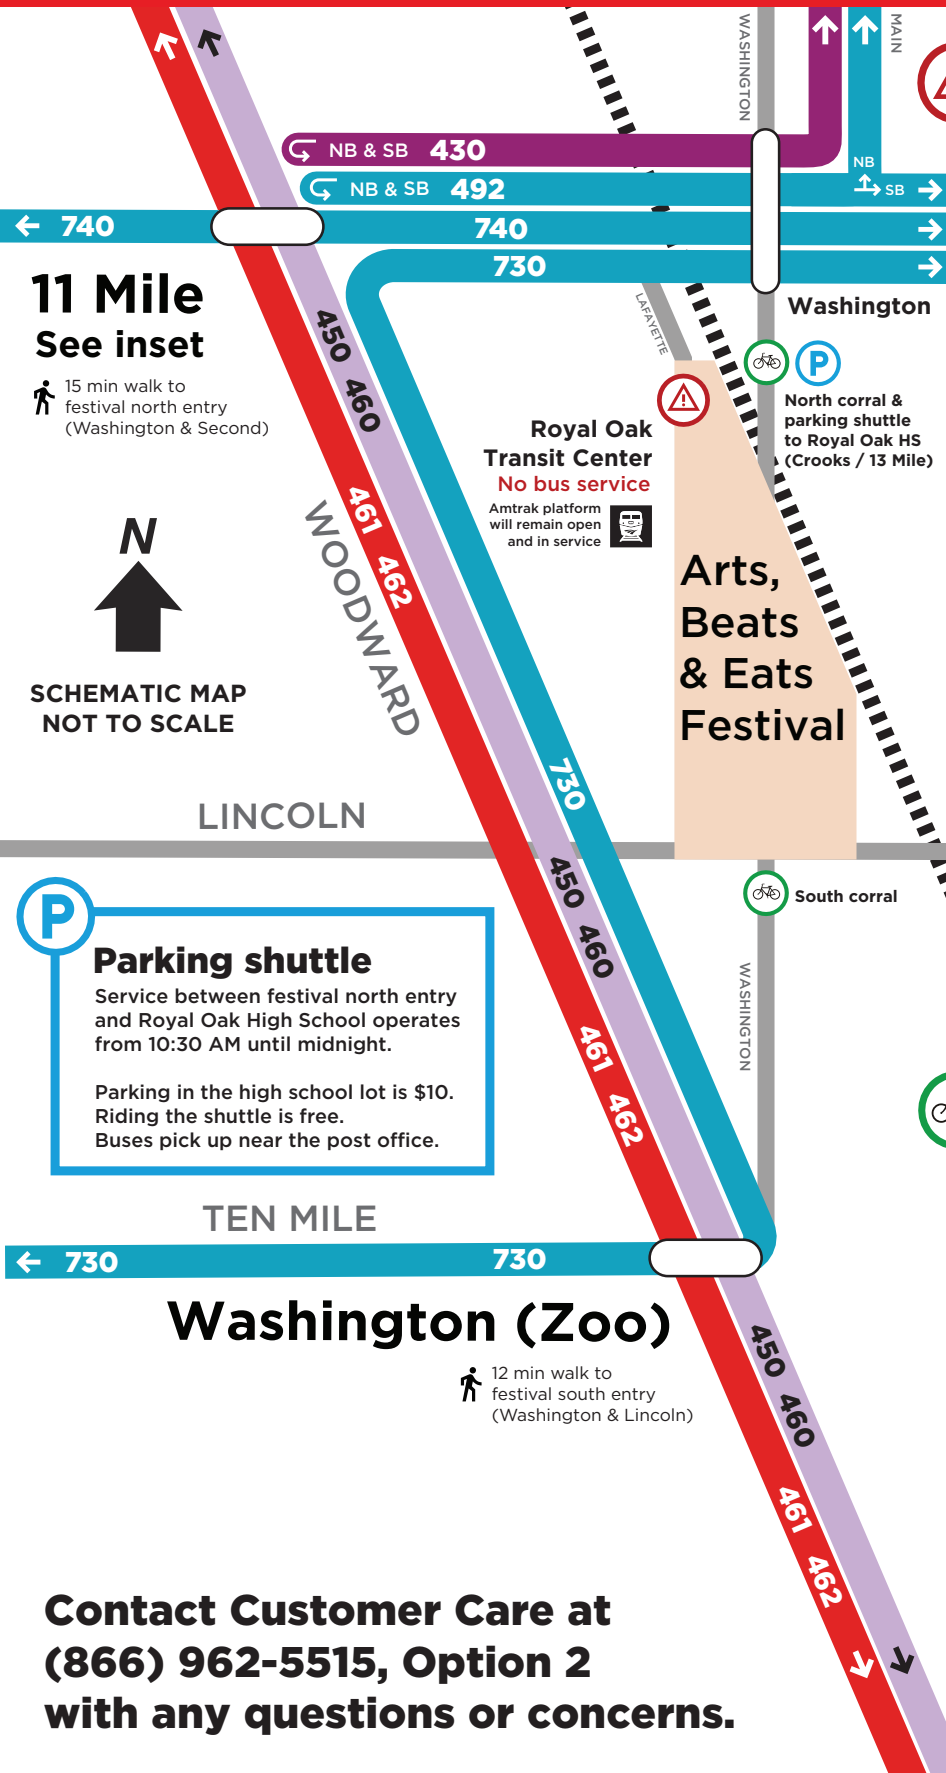 WASHINGTON
MAIN
NB & SB 430
NB
NB & SB 492
SB
740
740
730
11 Mile
See inset
15 min walk to
festival north entry
(Washington & Second)
450 460
LAFAYETTE
Washington
P
North corral &
parking shuttle
to Royal Oak HS
(Crooks / 13 Mile)
Royal Oak
Transit Center
No bus service
Amtrak platform
will remain open
and in service
461 462
WOODWARD
N
SCHEMATIC MAP
NOT TO SCALE
Arts,
Beats
& Eats
Festival
730
LINCOLN
450 460
South corral
P
Parking shuttle
Service between festival north entry
and Royal Oak High School operates
from 10:30 AM until midnight.
Parking in the high school lot is $10.
Riding the shuttle is free.
Buses pick up near the post office.
461 462
WASHINGTON
TEN MILE
730
730
Washington (Zoo)
12 min walk to
festival south entry
(Washington & Lincoln)
450 460
461 462
Contact Customer Care at
(866) 962-5515, Option 2
with any questions or concerns.